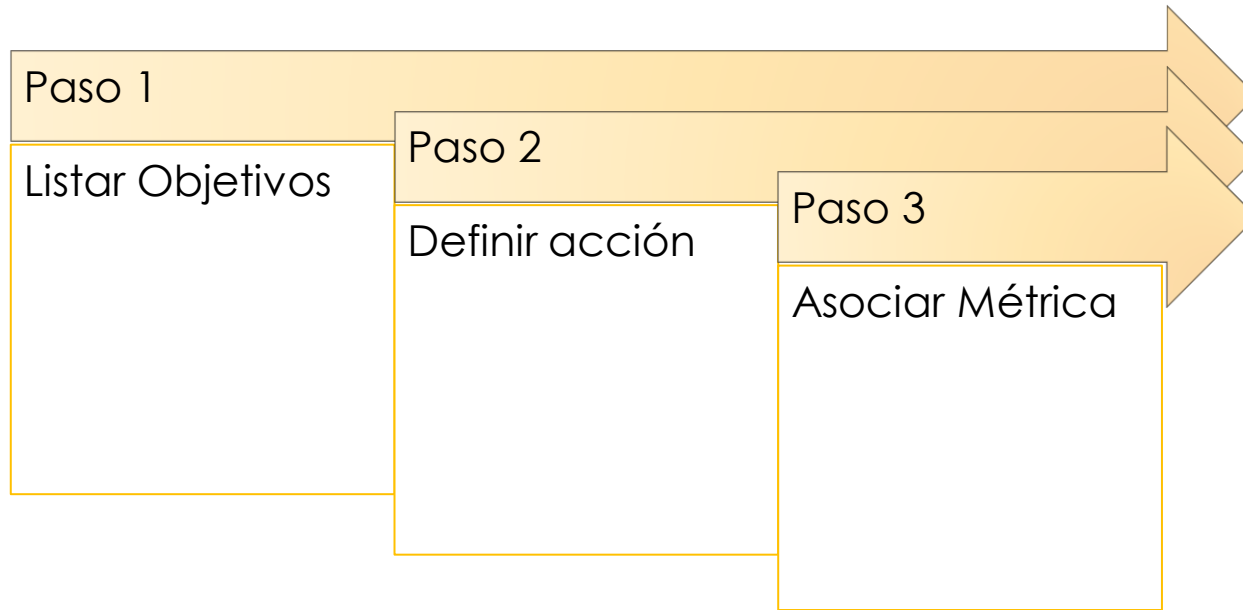 Paso 1
Listar Objetivos
Paso 2
Definir acción
Paso 3
Asociar Métrica